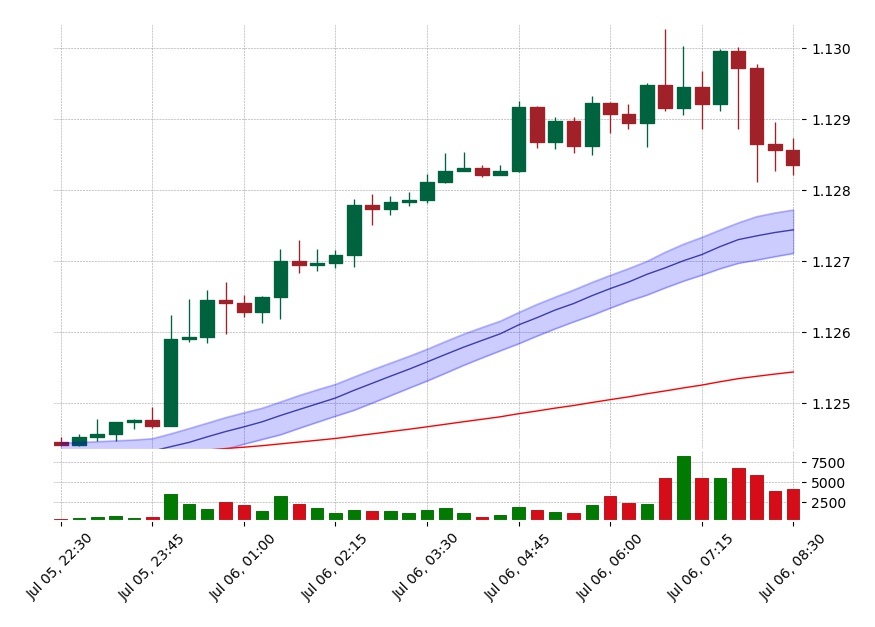 1.130
1.129
1.128
1.127
1.126
1.125
7500
5000
2500
Jul 05, 22:30
Jul 05, 23:45
Jul 06, 01:00
Jul 06, 02:15
Jul 06, 03:30
Jul 06, 04:45
Jul 06, 06:00
Jul 06, 07:15
Jul 06, 08:30